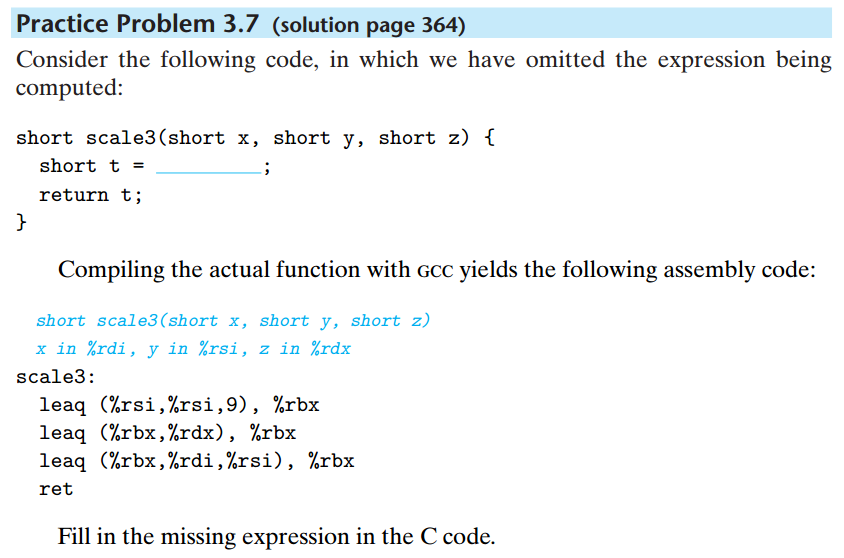 Practice Problem 3.7 (solution page 364)
Consider the following code, in which we have omitted the expression being
computed:
short scale3(short x, short y, short z) {
  short t = __________;
  return t;
}
Compiling the actual function with GCC yields the following assembly code:
short scale3(short x, short y, short z)
x in %rdi, y in %rsi, z in %rdx
scale3:
  leaq (%rsi,%rsi,9), %rbx
  leaq (%rbx,%rdx), %rbx
  leaq (%rbx,%rdi,%rsi), %rbx
  ret
Fill in the missing expression in the C code.